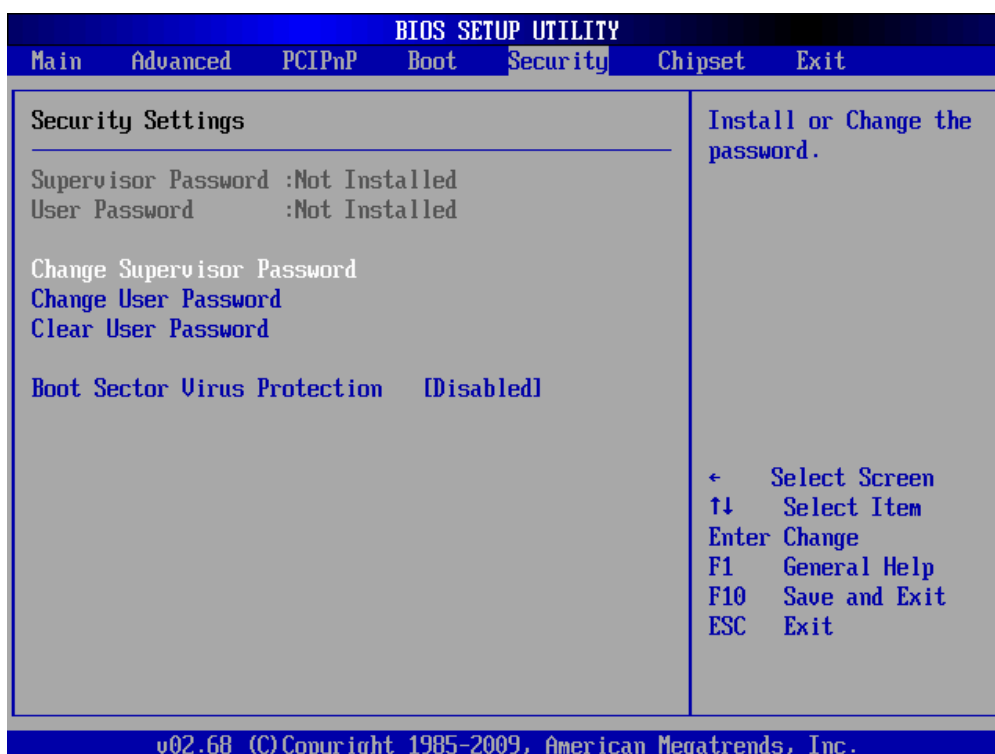 BIOS SETUP UTILITY
Main Advanced PCIPnP Boot Security Chipset Exit
Security Settings
Supervisor Password :Not Installed
User Password :Not Installed
Change Supervisor Password
Change User Password
Clear User Password
Boot Sector Virus Protection [Disabled]
Install or Change the
password.
← Select Screen
↑↓ Select Item
Enter Change
F1 General Help
F10 Save and Exit
ESC Exit
v02.68 (C)Copyright 1985-2009, American Megatrends, Inc.